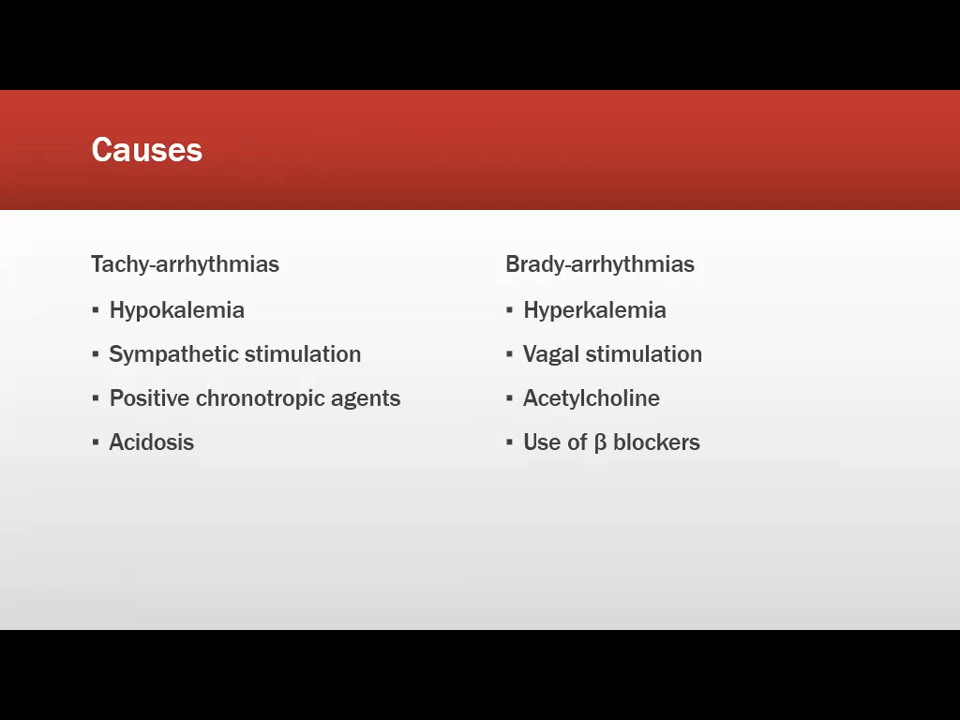 Causes
Tachy-arrhythmias
▪ Hypokalemia
▪ Sympathetic stimulation
▪ Positive chronotropic agents
▪ Acidosis
Brady-arrhythmias
▪ Hyperkalemia
▪ Vagal stimulation
▪ Acetylcholine
▪ Use of β blockers